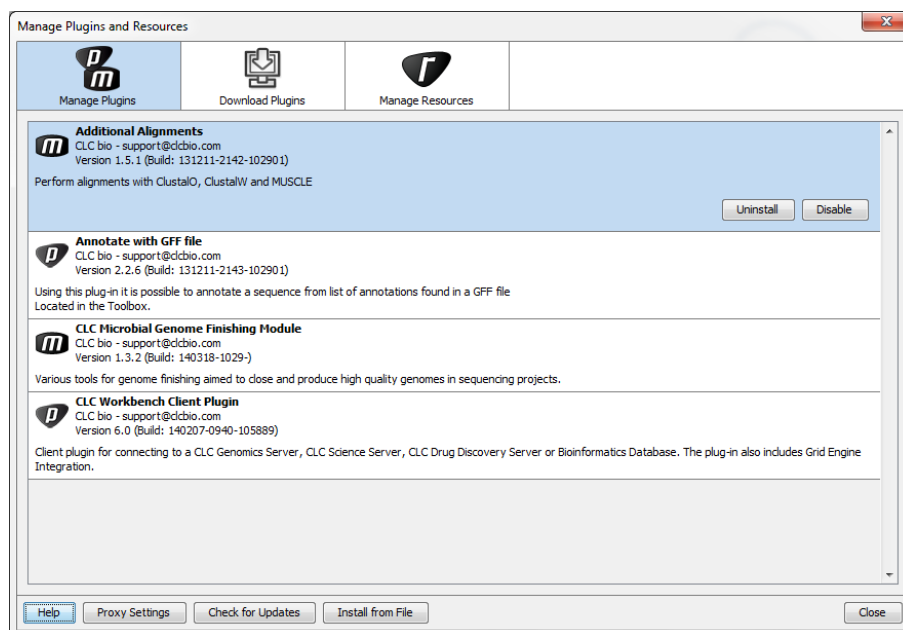 Manage Plugins and Resources
Manage Plugins
Download Plugins
Manage Resources
Additional Alignments
CLC bio - support@clcbio.com
Version 1.5.1 (Build: 131211-2142-102901)
Perform alignments with ClustalO, ClustalW and MUSCLE
Uninstall
Disable
Annotate with GFF file
CLC bio - support@clcbio.com
Version 2.2.6 (Build: 131211-2143-102901)
Using this plug-in it is possible to annotate a sequence from list of annotations found in a GFF file
Located in the Toolbox.
CLC Microbial Genome Finishing Module
CLC bio - support@clcbio.com
Version 1.3.2 (Build: 140318-1029-)
Various tools for genome finishing aimed to close and produce high quality genomes in sequencing projects.
CLC Workbench Client Plugin
CLC bio - support@clcbio.com
Version 6.0 (Build: 140207-0940-105889)
Client plugin for connecting to a CLC Genomics Server, CLC Science Server, CLC Drug Discovery Server or Bioinformatics Database. The plug-in also includes Grid Engine
Integration.
Help
Proxy Settings
Check for Updates
Install from File
Close